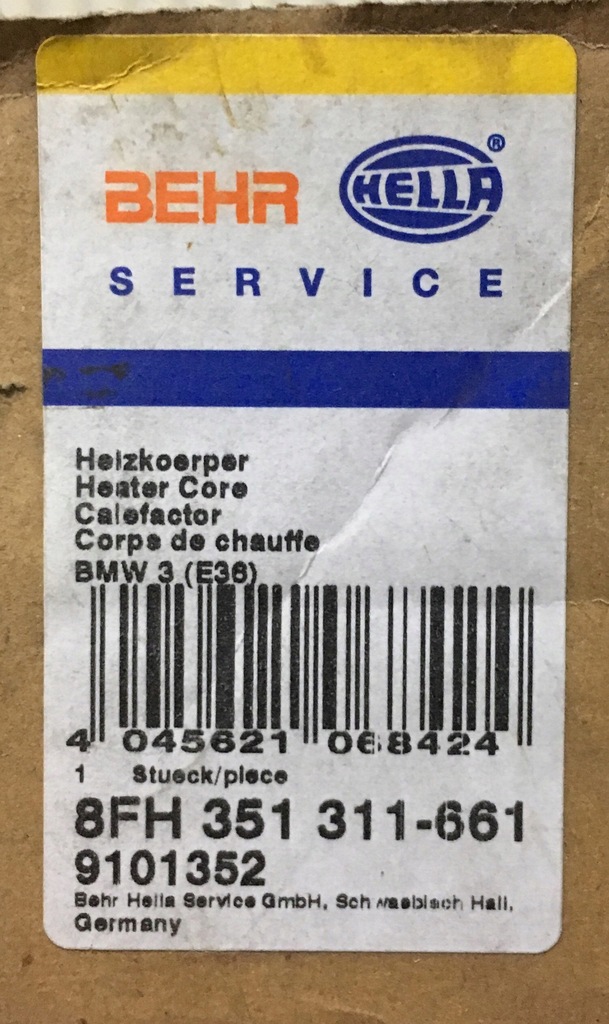 BEHR HELLA®
SERVICE
Heizkoerper
Heater Core
Calefactor
Corps de chauffe
BMW 3 (E36)
4 045621 068424
1 Stueck/piece
8FH 351 311-661
9101352
Behr Hella Service GmbH, Schwaebisch Hall,
Germany